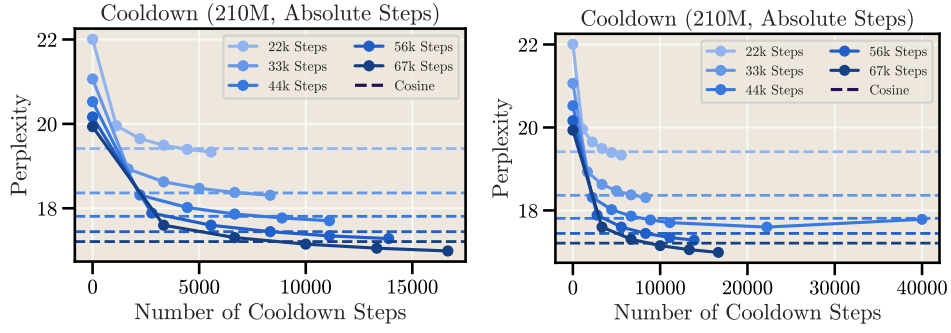 Cooldown (210M, Absolute Steps)
22
20
18
Perplexity
22k Steps
33k Steps
44k Steps
56k Steps
67k Steps
Cosine
0
5000
10000
15000
Number of Cooldown Steps
Cooldown (210M, Absolute Steps)
22
20
18
Perplexity
22k Steps
33k Steps
44k Steps
56k Steps
67k Steps
Cosine
0
10000
20000
30000
40000
Number of Cooldown Steps